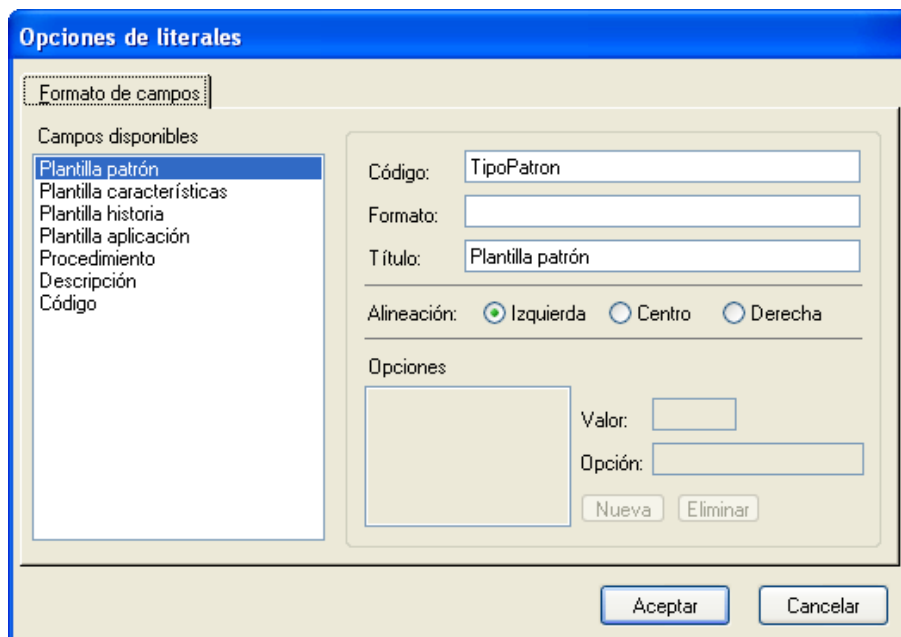 Opciones de literales
Formato de campos
Campos disponibles
Plantilla patrón
Plantilla características
Plantilla historia
Plantilla aplicación
Procedimiento
Descripción
Código
Código: TipoPatron
Formato:
Título: Plantilla patrón
Alineación: Izquierda Centro Derecha
Opciones
Valor:
Opción:
Nueva Eliminar
Aceptar Cancelar